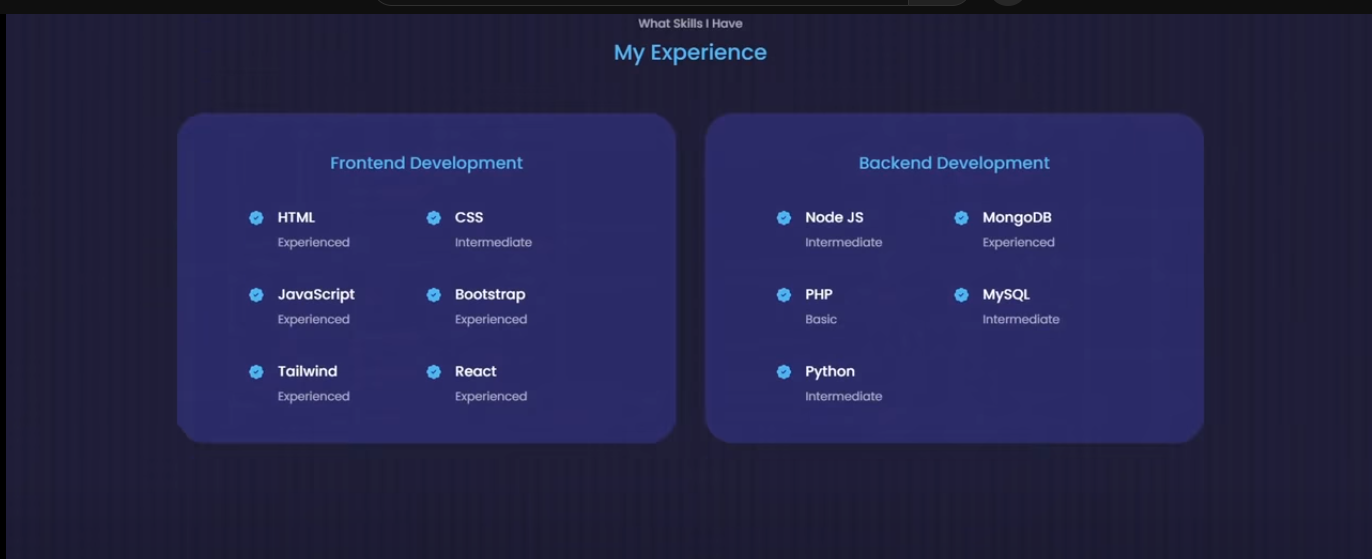 What Skills I Have
My Experience
Frontend Development
HTML
Experienced
CSS
Intermediate
JavaScript
Experienced
Bootstrap
Experienced
Tailwind
Experienced
React
Experienced
Backend Development
Node JS
Intermediate
MongoDB
Experienced
PHP
Basic
MySQL
Intermediate
Python
Intermediate